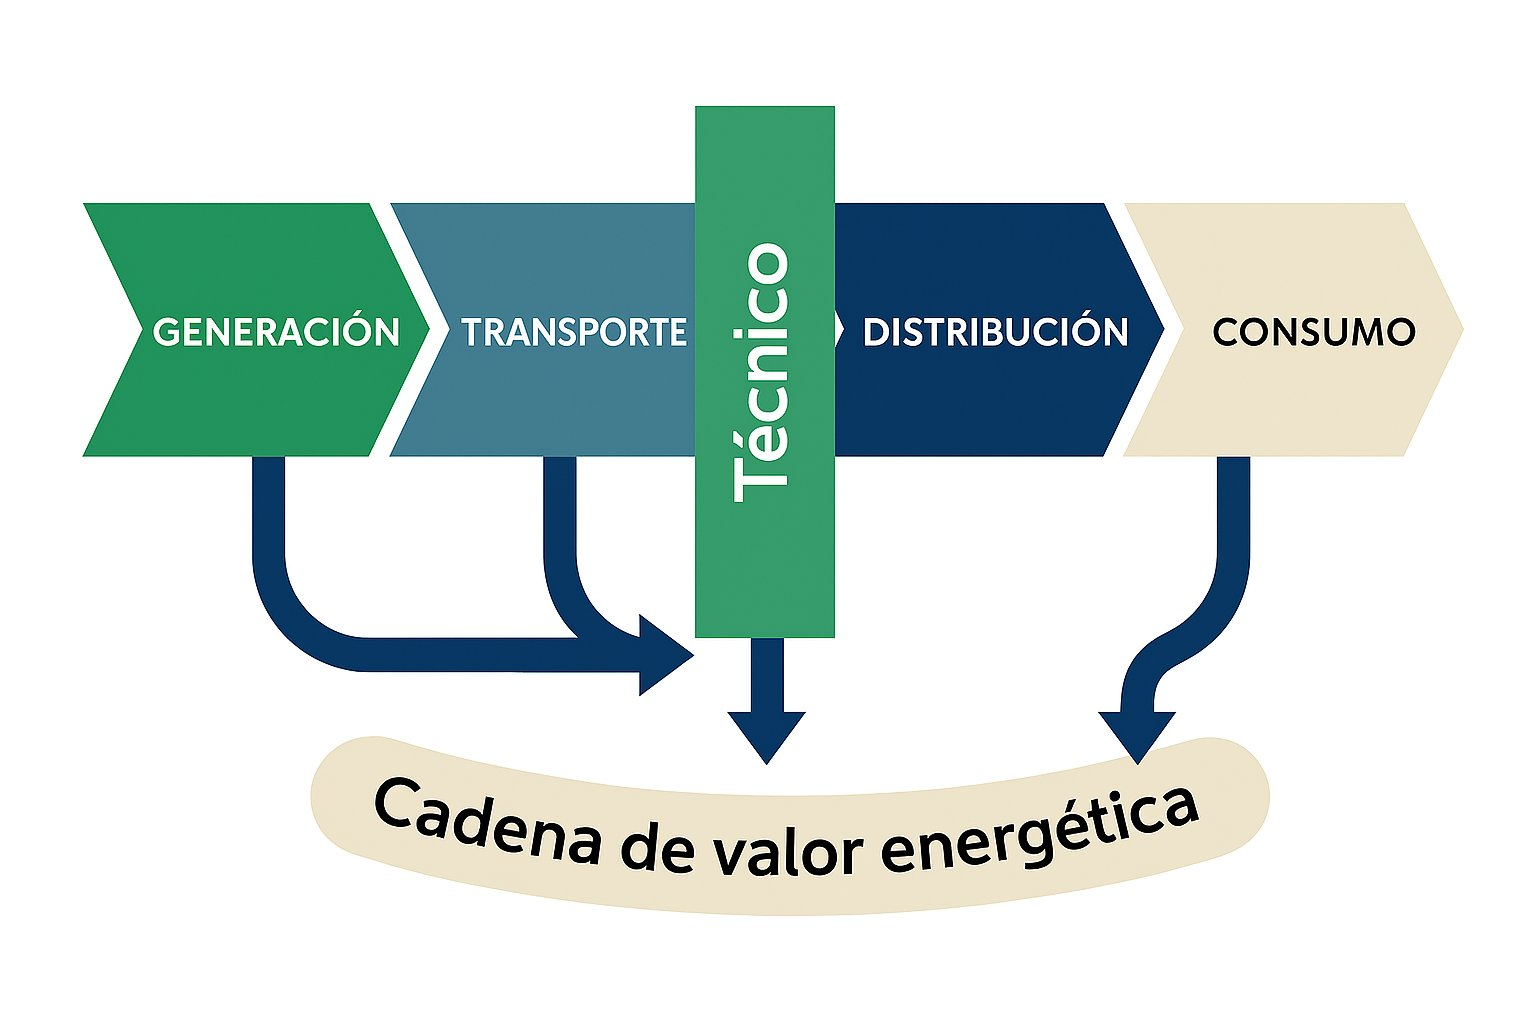 GENERACIÓN
TRANSPORTE
Técnico
DISTRIBUCIÓN
CONSUMO
Cadena de valor energética